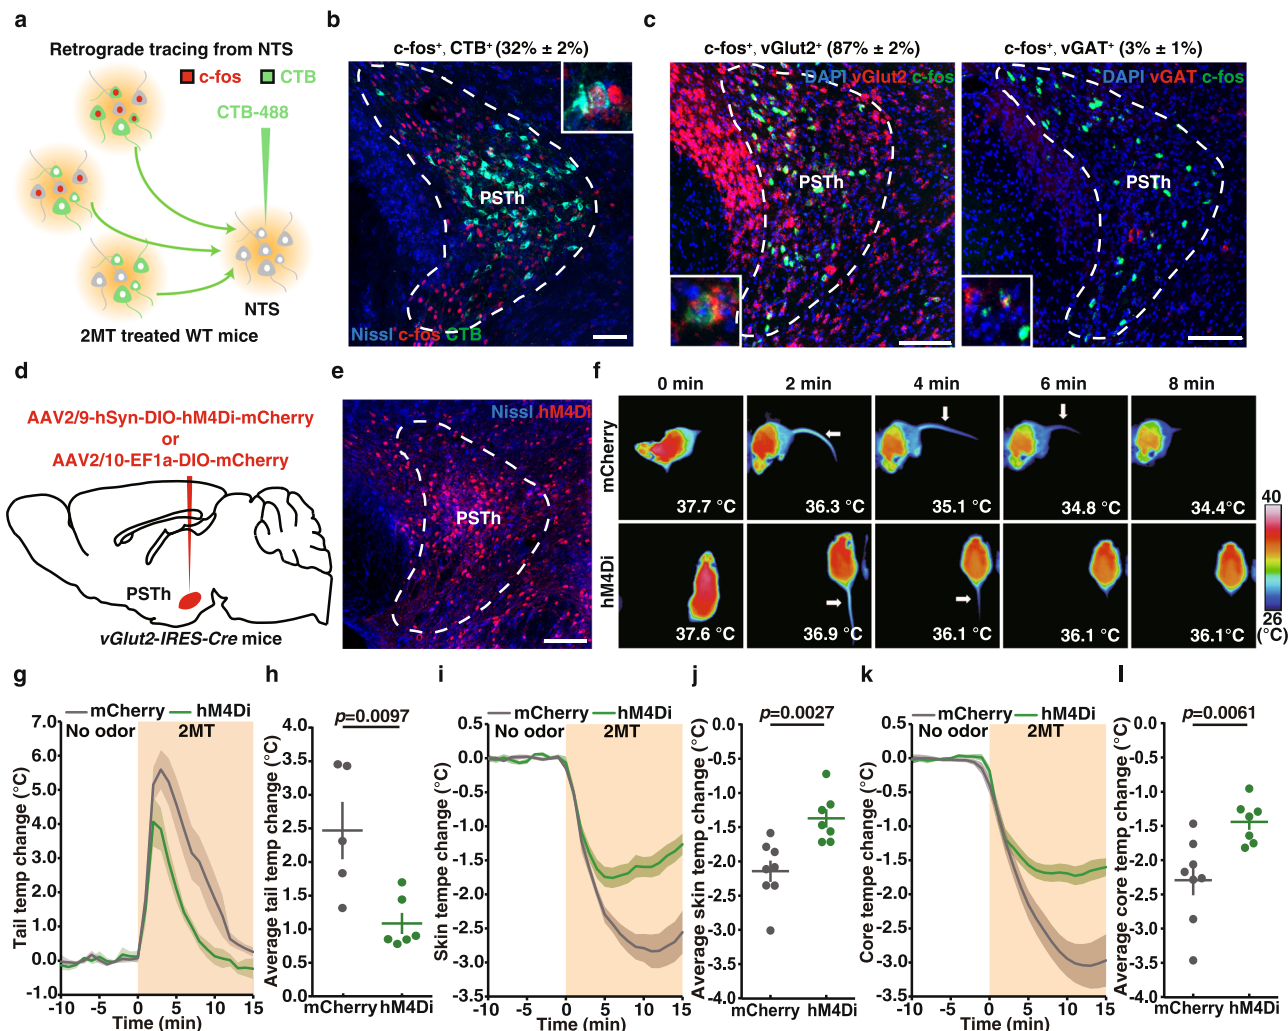 a
Retrograde tracing from NTS
c-fos CTB
CTB-488
NTS
2MT treated WT mice
b
c-fos⁺, CTB⁺ (32% ± 2%)
PSTh
Nissl c-fos CTB
c
c-fos⁺, vGlut2⁺ (87% ± 2%)
DAPI vGlut2 c-fos
PSTh
c-fos⁺, vGAT⁺ (3% ± 1%)
DAPI vGAT c-fos
PSTh
d
AAV2/9-hSyn-DIO-hM4Di-mCherry
or
AAV2/10-EF1a-DIO-mCherry
PSTh
vGlut2-IRES-Cre mice
e
Nissl hM4Di
PSTh
f
0 min 2 min 4 min 6 min 8 min
mCherry
37.7 °C 36.3 °C 35.1 °C 34.8 °C 34.4°C
hM4Di
37.6 °C 36.9 °C 36.1 °C 36.1 °C 36.1°C
40
26
(°C)
g
mCherry hM4Di
No odor 2MT
Tail temp change (°C)
7.0
6.0
5.0
4.0
3.0
2.0
1.0
0.0
-1.0
-10 -5 0 5 10 15
Time (min)
h
p=0.0097
Average tail temp change (°C)
4.0
3.5
3.0
2.5
2.0
1.5
1.0
0.5
0.0
mCherry hM4Di
i
mCherry hM4Di
No odor 2MT
Skin tempe change (°C)
0.5
0.0
-0.5
-1.0
-1.5
-2.0
-2.5
-3.0
-3.5
-10 -5 0 5 10 15
Time (min)
j
p=0.0027
Average skin temp change (°C)
-0.0
-0.5
-1.0
-1.5
-2.0
-2.5
-3.0
-3.5
-4.0
mCherry hM4Di
k
mCherry hM4Di
No odor 2MT
Core tempe change (°C)
0.5
0.0
-0.5
-1.0
-1.5
-2.0
-2.5
-3.0
-3.5
-10 -5 0 5 10 15
Time (min)
l
p=0.0061
Average core temp change (°C)
-0.0
-0.5
-1.0
-1.5
-2.0
-2.5
-3.0
-3.5
-4.0
mCherry hM4Di